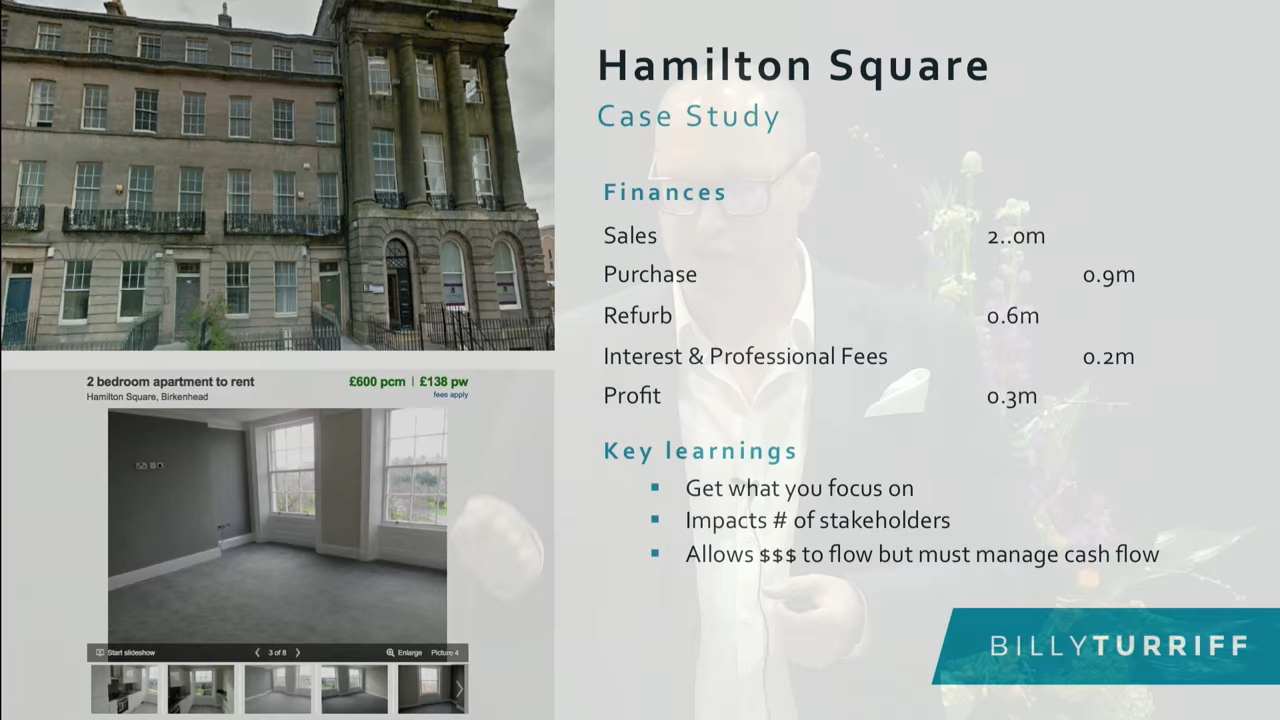 Hamilton Square
Case Study
Finances
Sales 2..0m
Purchase 0.9m
Refurb 0.6m
Interest & Professional Fees 0.2m
Profit 0.3m
Key learnings
▪ Get what you focus on
▪ Impacts # of stakeholders
▪ Allows $$$ to flow but must manage cash flow
BILLYTURRIFF
2 bedroom apartment to rent £600 pcm | £138 pw
Hamilton Square, Birkenhead fees apply
Start slideshow 3 of 8 Enlarge Picture 4